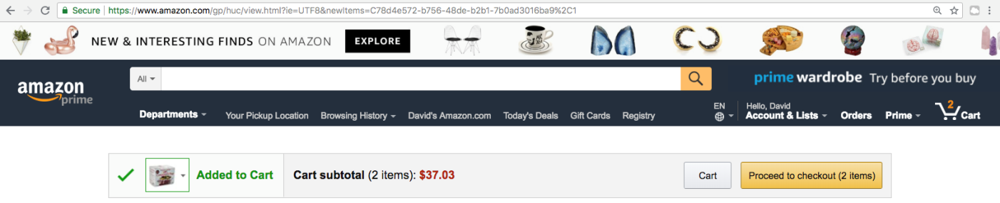 Secure | https://www.amazon.com/gp/huc/view.html?ie=UTF8&newItems=C78d4e572-b756-48de-b2b1-7b0ad3016ba9%2C1
NEW & INTERESTING FINDS ON AMAZON EXPLORE
All
prime wardrobe Try before you buy
amazon
prime
Departments Your Pickup Location Browsing History David's Amazon.com Today's Deals Gift Cards Registry
EN
Hello, David
Account & Lists Orders Prime 2 Cart
Added to Cart Cart subtotal (2 items): $37.03 Cart Proceed to checkout (2 items)